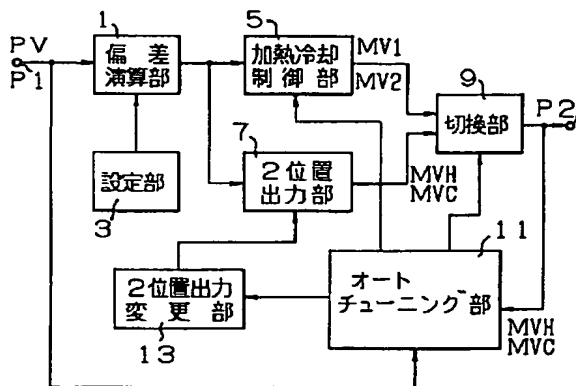 PV
P1
1
偏差
演算部
5
加熱冷却
制御部
MV1
MV2
9
切換部
P2
設定部
3
7
2位置
出力部
MVH
MVC
11
オート
チューニング部
2位置出力
変更部
13
MVH
MVC